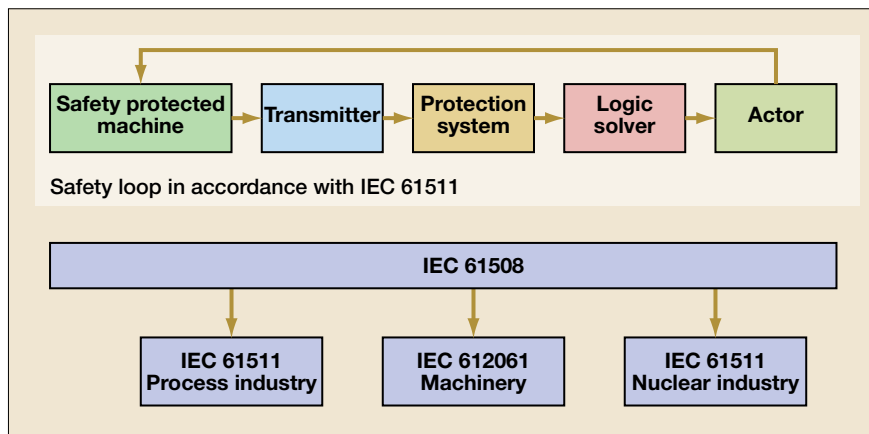 Safety protected
machine
Transmitter
Protection
system
Logic
solver
Actor
Safety loop in accordance with IEC 61511
IEC 61508
IEC 61511
Process industry
IEC 612061
Machinery
IEC 61511
Nuclear industry